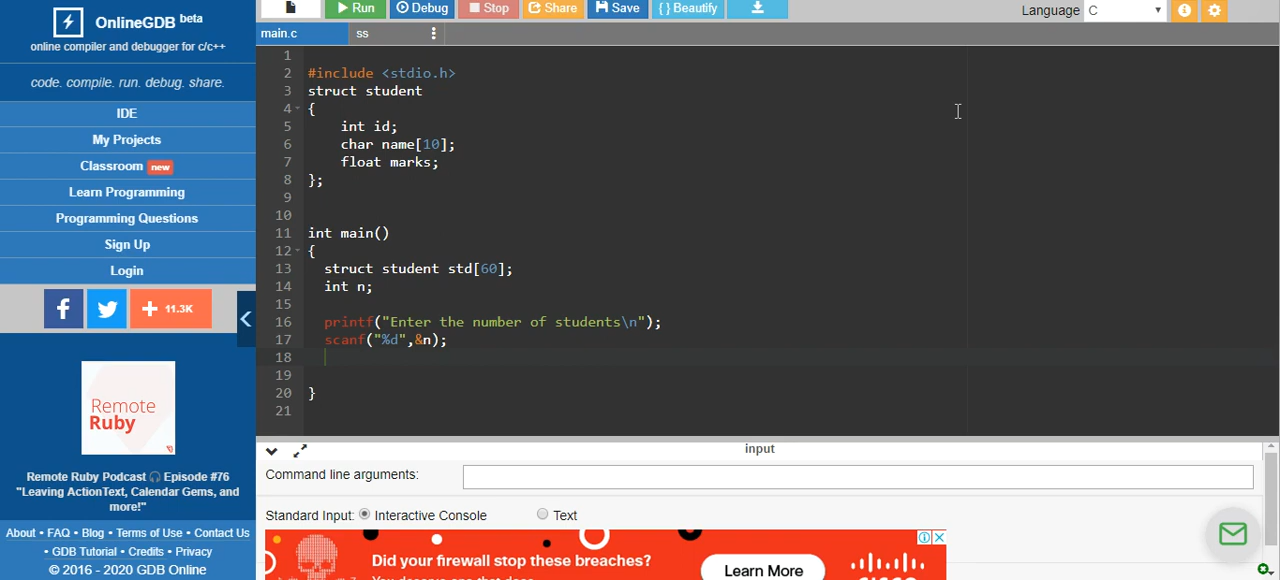 OnlineGDB beta
online compiler and debugger for c/c++
code. compile. run. debug. share.
IDE
My Projects
Classroom new
Learn Programming
Programming Questions
Sign Up
Login
11.3K
Remote
Ruby
Remote Ruby Podcast 🎧 Episode #76
"Leaving ActionText, Calendar Gems, and
more!"
About • FAQ • Blog • Terms of Use • Contact Us
• GDB Tutorial • Credits • Privacy
© 2016 - 2020 GDB Online
Run Debug Stop Share Save { } Beautify
Language C
main.c ss
1
2 #include <stdio.h>
3 struct student
4 {
5 int id;
6 char name[10];
7 float marks;
8 };
9
10
11 int main()
12 {
13 struct student std[60];
14 int n;
15
16 printf("Enter the number of students\n");
17 scanf("%d",&n);
18
19
20 }
21
input
Command line arguments:
Standard Input: Interactive Console Text
Did your firewall stop these breaches?
Learn More